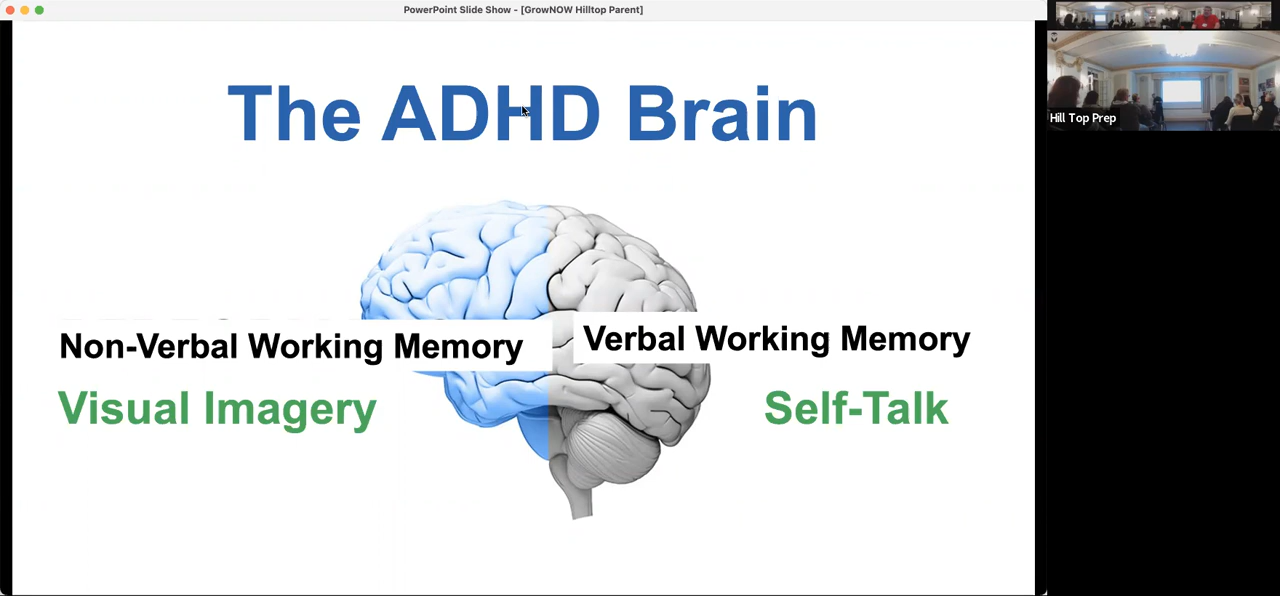 PowerPoint Slide Show - [GrowNOW Hilltop Parent]
The ADHD Brain
Non-Verbal Working Memory
Verbal Working Memory
Visual Imagery
Self-Talk
Hill Top Prep